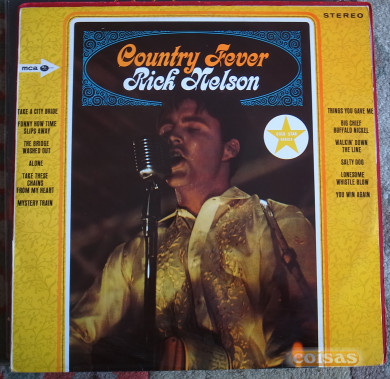 STEREO
Country Fever
Rick Nelson
mca
TAKE A CITY BRIDE
FUNNY HOW TIME
SLIPS AWAY
THE BRIDGE
WASHED OUT
ALONE
TAKE THESE
CHAINS
FROM MY HEART
MYSTERY TRAIN
THINGS YOU GAVE ME
BIG CHIEF
BUFFALO NICKEL
WALKIN' DOWN
THE LINE
SALTY DOG
LONESOME
WHISTLE BLOW
YOU WIN AGAIN
coisas